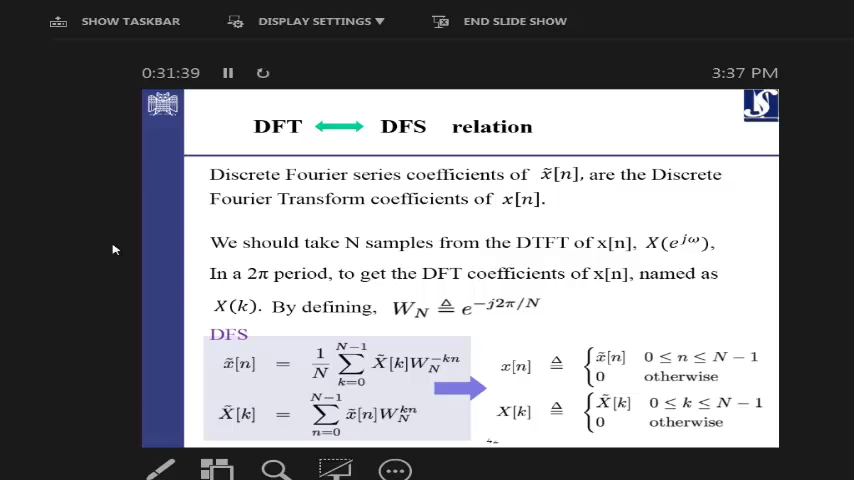 SHOW TASKBAR DISPLAY SETTINGS ▼ END SLIDE SHOW
0:31:39 3:37 PM
DFT ⟷ DFS relation
Discrete Fourier series coefficients of x̃[n], are the Discrete
Fourier Transform coefficients of x[n].
We should take N samples from the DTFT of x[n], X(e^{jω}),
In a 2π period, to get the DFT coefficients of x[n], named as
X(k). By defining, W_N ≜ e^{−j2π/N}
DFS
x̃[n] = \frac{1}{N} \sum_{k=0}^{N−1} X̃[k]W_N^{−kn}
X̃[k] = \sum_{n=0}^{N−1} x̃[n]W_N^{kn}
x[n] ≜ { x̃[n] 0 ≤ n ≤ N − 1
0 otherwise
X[k] ≜ { X̃[k] 0 ≤ k ≤ N − 1
0 otherwise